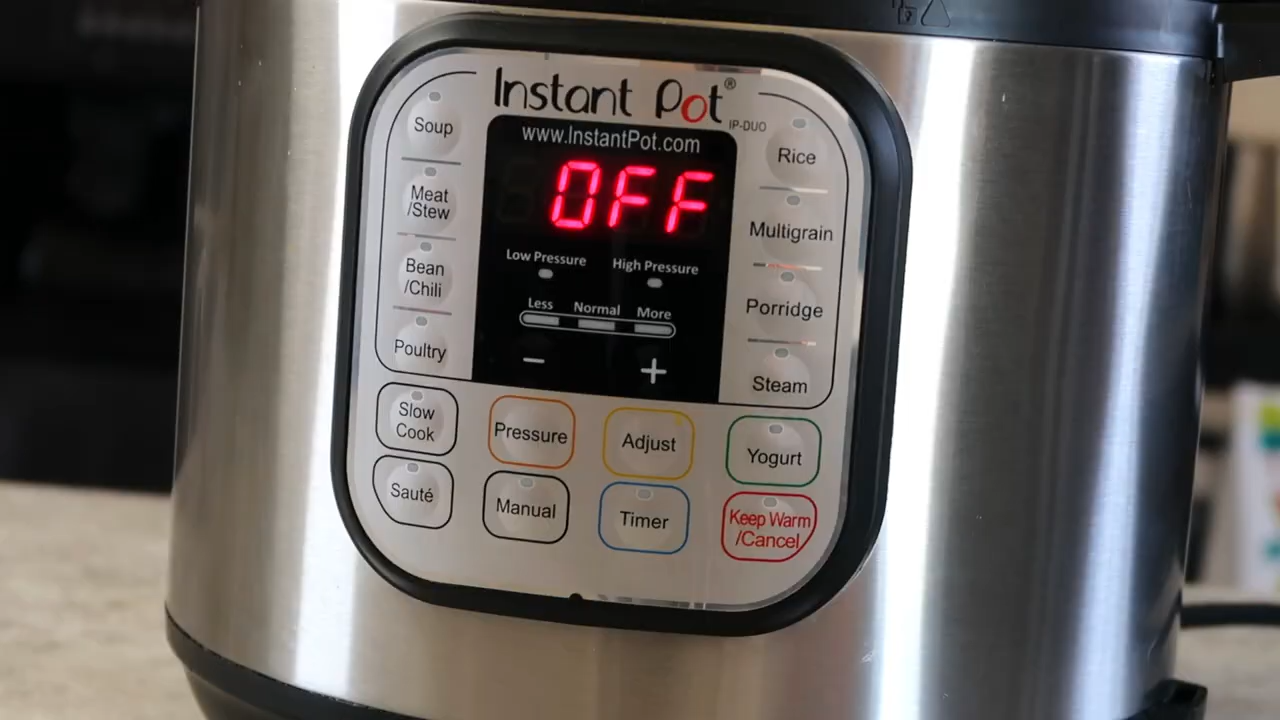 Instant Pot®
IP-DUO
www.InstantPot.com
OFF
Low Pressure
High Pressure
Less Normal More
− +
Soup
Meat
/Stew
Bean
/Chili
Poultry
Rice
Multigrain
Porridge
Steam
Slow
Cook
Pressure
Adjust
Yogurt
Sauté
Manual
Timer
Keep Warm
/Cancel